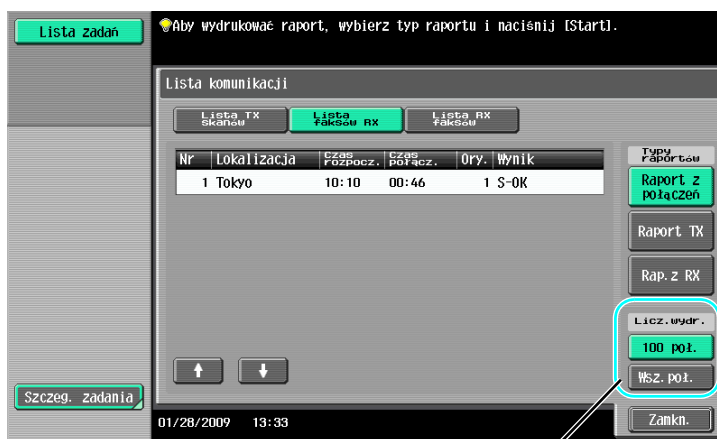 Lista zadań
Aby wydrukować raport, wybierz typ raportu i naciśnij [Start].
Lista komunikacji
Lista TX
skanów
Lista
faksów RX
Lista RX
faksów
Nr Lokalizacja Czas rozpocz. Czas połącz. Ory. Wynik
1 Tokyo 10:10 00:46 1 S-OK
Typy
raportów
Raport z
połączeń
Raport TX
Rap. z RX
Licz.wydr.
100 poł.
Wsz. poł.
Szczeg. zadania
01/28/2009 13:33
Zamkn.